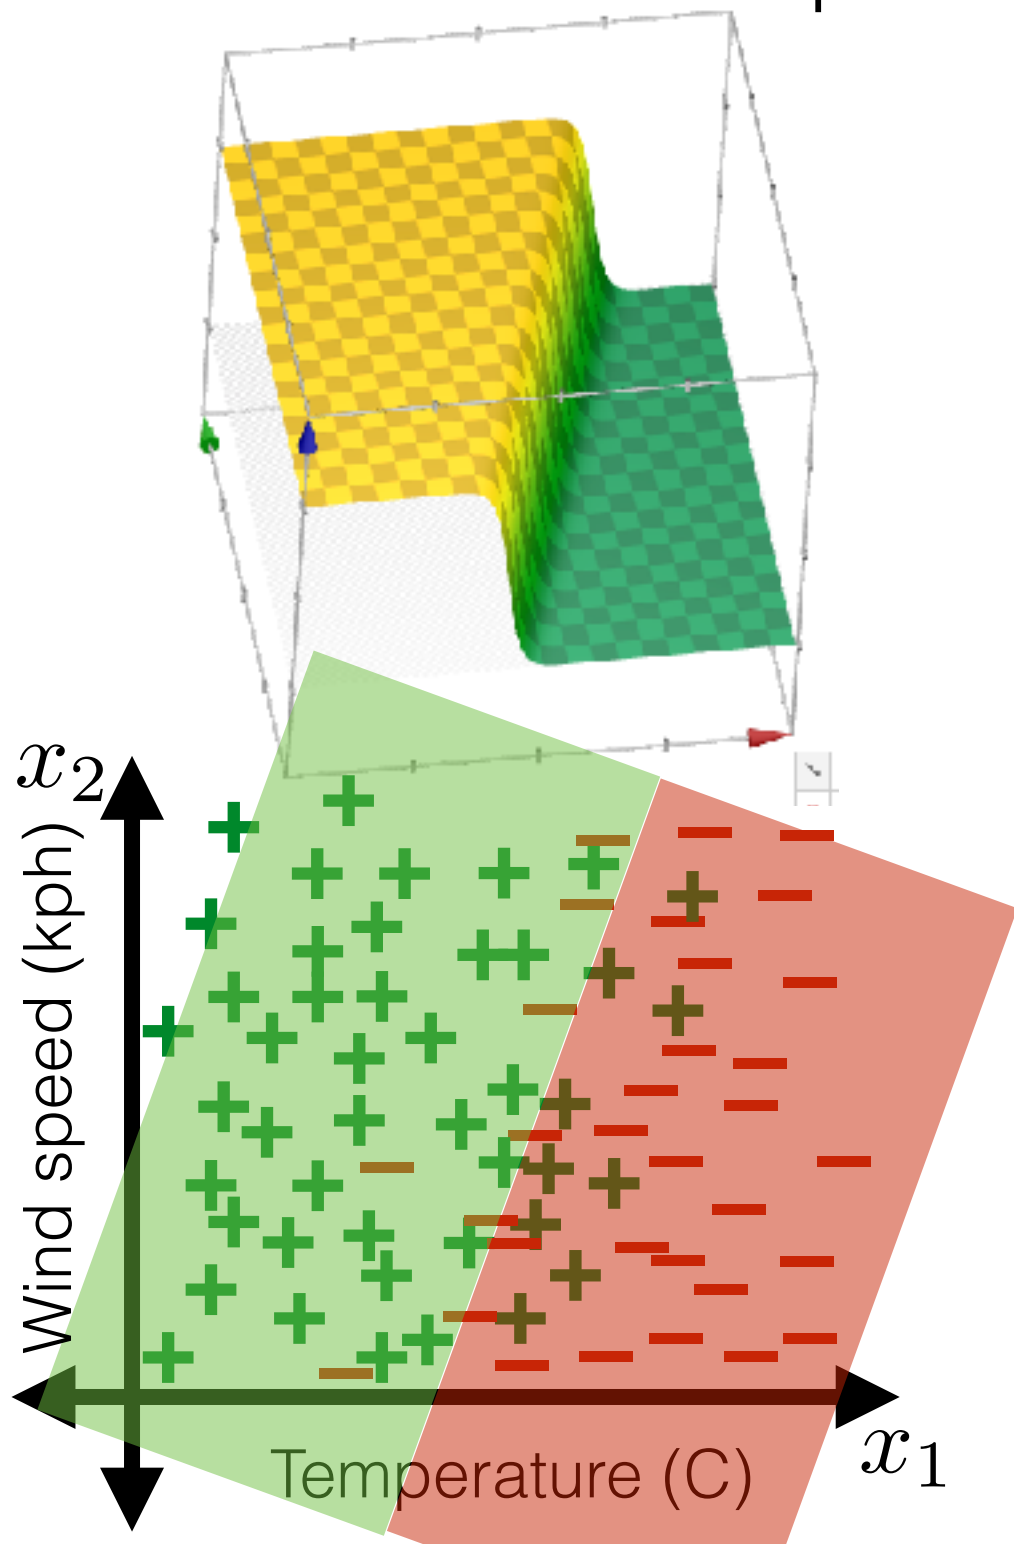 x₂
Wind speed (kph)
Temperature (C)
x₁